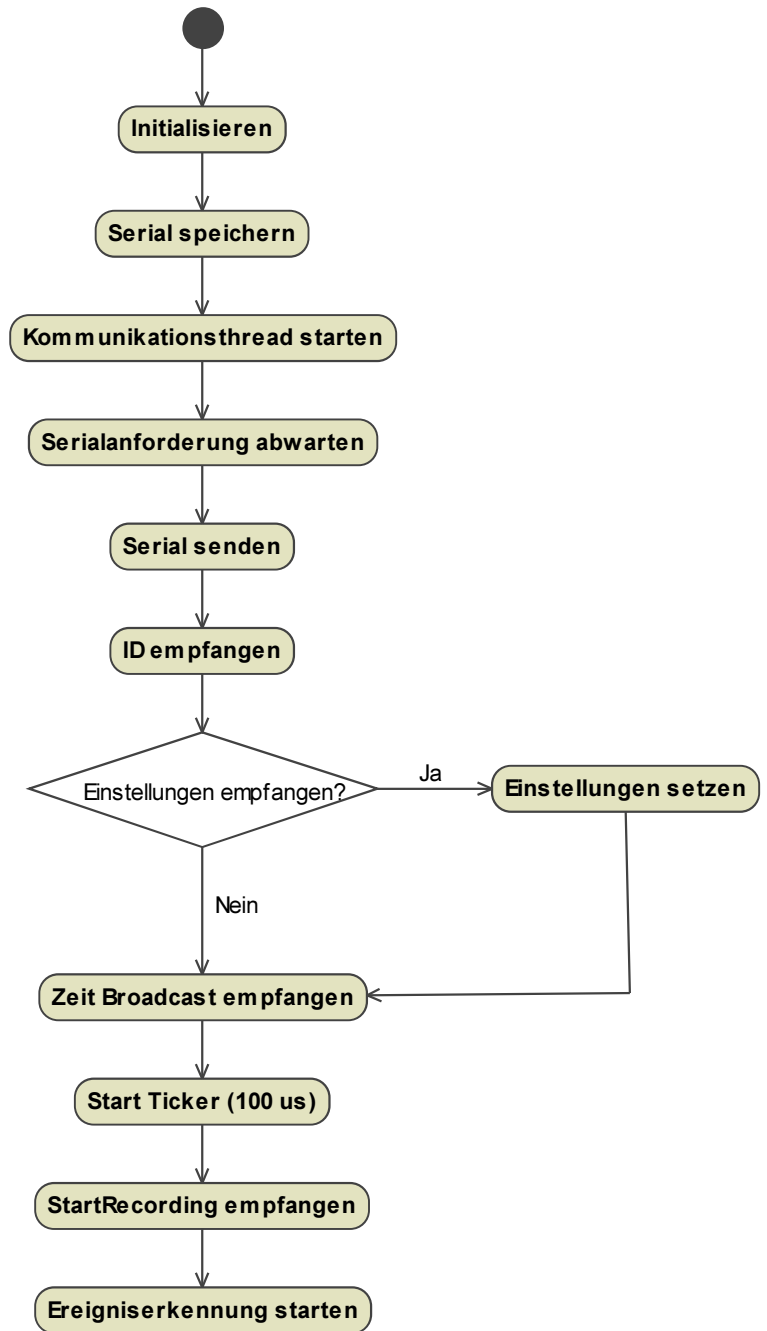 Initialisieren
Serial speichern
Kommunikationsthread starten
Serialanforderung abwarten
Serial senden
ID empfangen
Einstellungen empfangen?
Ja
Einstellungen setzen
Nein
Zeit Broadcast empfangen
Start Ticker (100 us)
StartRecording empfangen
Ereigniserkennung starten